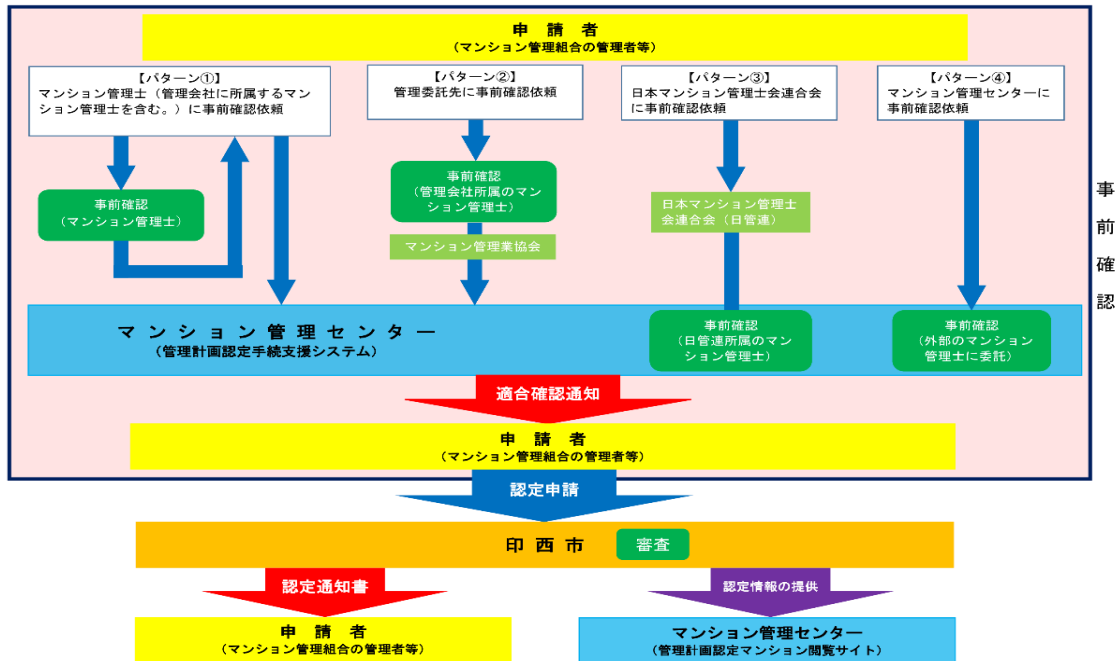 申 請 者
（マンション管理組合の管理者等）
【パターン①】
マンション管理士（管理会社に所属するマン
ション管理士を含む。）に事前確認依頼
【パターン②】
管理委託先に事前確認依頼
【パターン③】
日本マンション管理士会連合会
に事前確認依頼
【パターン④】
マンション管理センターに
事前確認依頼
事前確認
（マンション管理士）
事前確認
（管理会社所属のマン
ション管理士）
マンション管理業協会
日本マンション管理士
会連合会（日管連）
事前確認
マンション管理センター
（管理計画認定手続支援システム）
事前確認
（日管連所属のマン
ション管理士）
事前確認
（外部のマンション
管理士に委託）
適合確認通知
申 請 者
（マンション管理組合の管理者等）
認定申請
印西市
審査
認定通知書
認定情報の提供
申 請 者
（マンション管理組合の管理者等）
マンション管理センター
（管理計画認定マンション閲覧サイト）